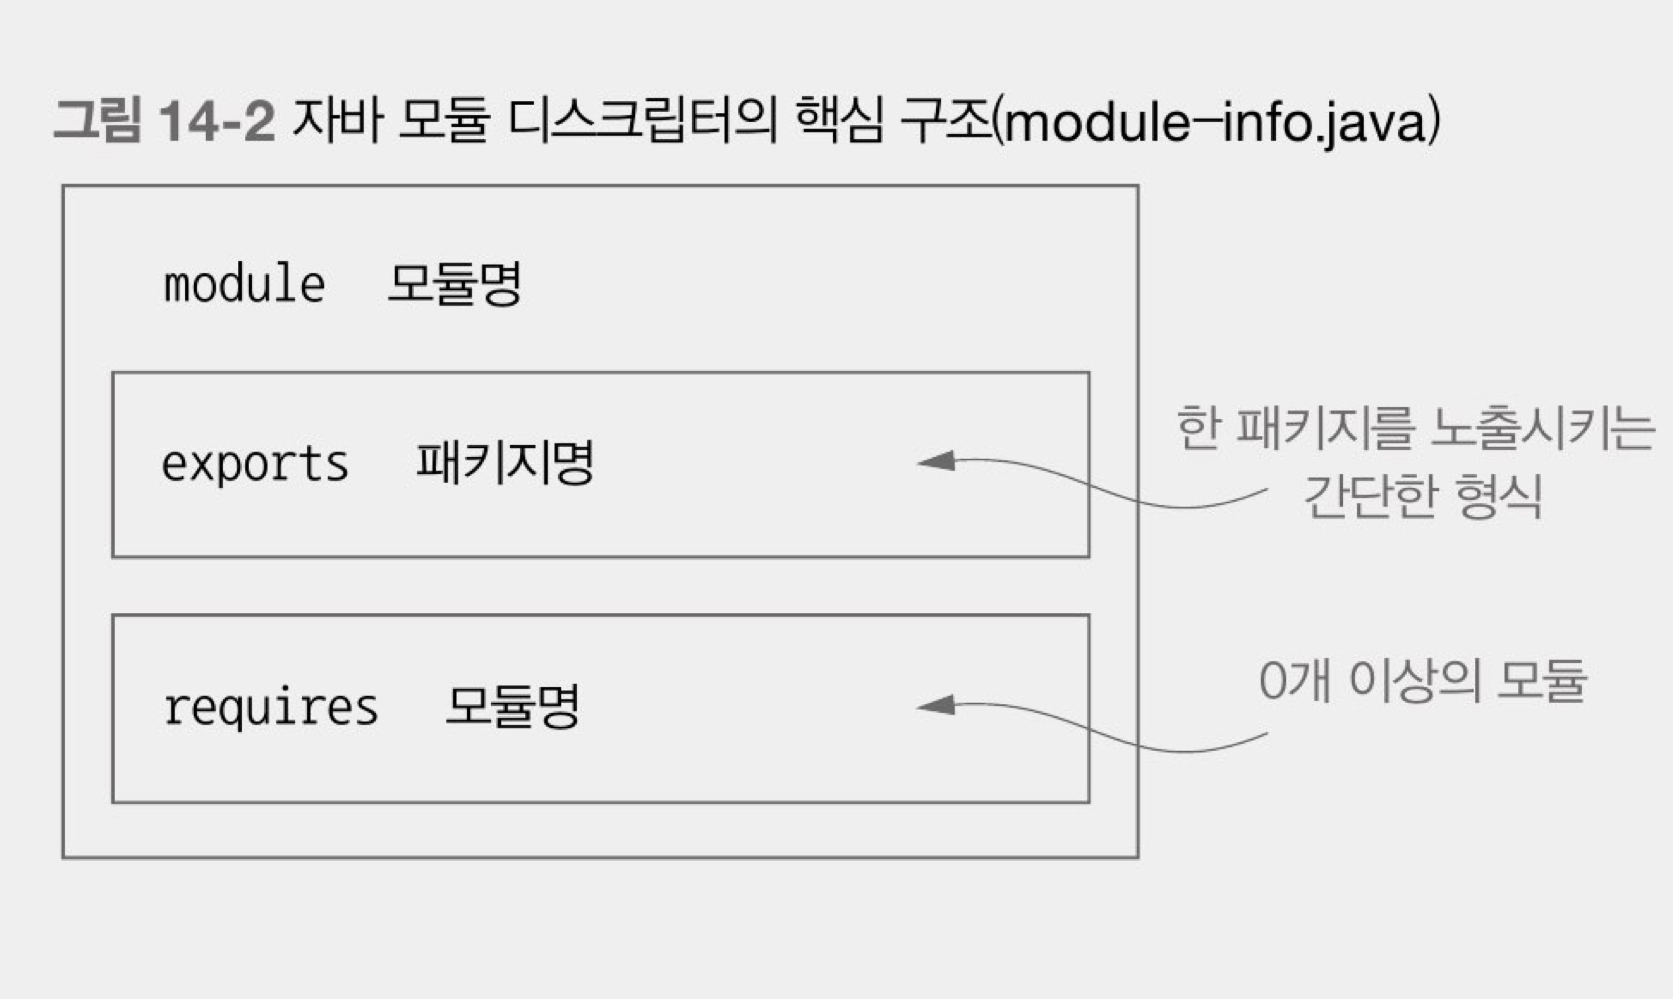 그림 14-2 자바 모듈 디스크립터의 핵심 구조(module-info.java)
module 모듈명
exports 패키지명
한 패키지를 노출시키는
간단한 형식
requires 모듈명
0개 이상의 모듈